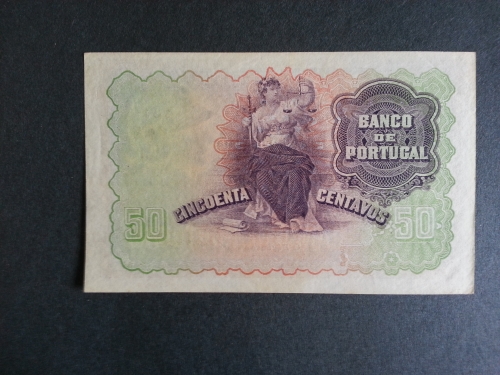 BANCO
DE
PORTUGAL
CINCOENTA CENTAVOS
50 50